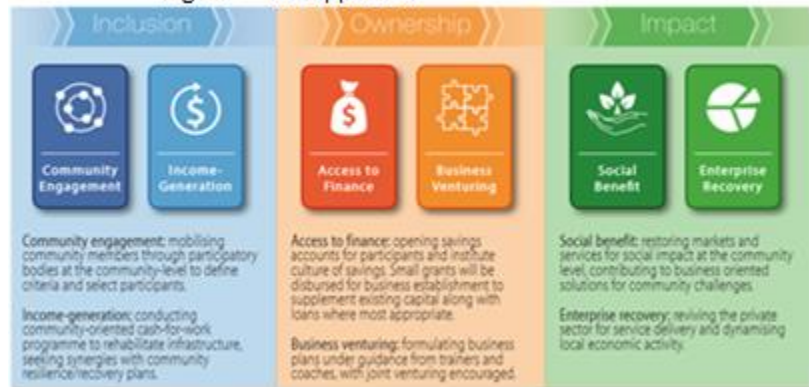 Inclusion
Ownership
Impact
Community
Engagement
Income-
Generation
Access to
Finance
Business
Venturing
Social
Benefit
Enterprise
Recovery
Community engagement: mobilising
community members through participatory
bodies at the community-level to define
criteria and select participants.
Income-generation: conducting
community-oriented cash-for-work
programme to rehabilitate infrastructure,
seeking synergies with community
resilience/recovery plans.
Access to finance: opening savings
accounts for participants and institute
culture of savings. Small grants will be
disbursed for business establishment to
supplement existing capital along with
loans where most appropriate.
Business venturing: formulating business
plans under guidance from trainers and
coaches, with joint venturing encouraged.
Social benefit: restoring markets and
services for social impact at the community
level, contributing to business oriented
solutions for community challenges.
Enterprise recovery: reviving the private
sector for service delivery and dynamising
local economic activity.